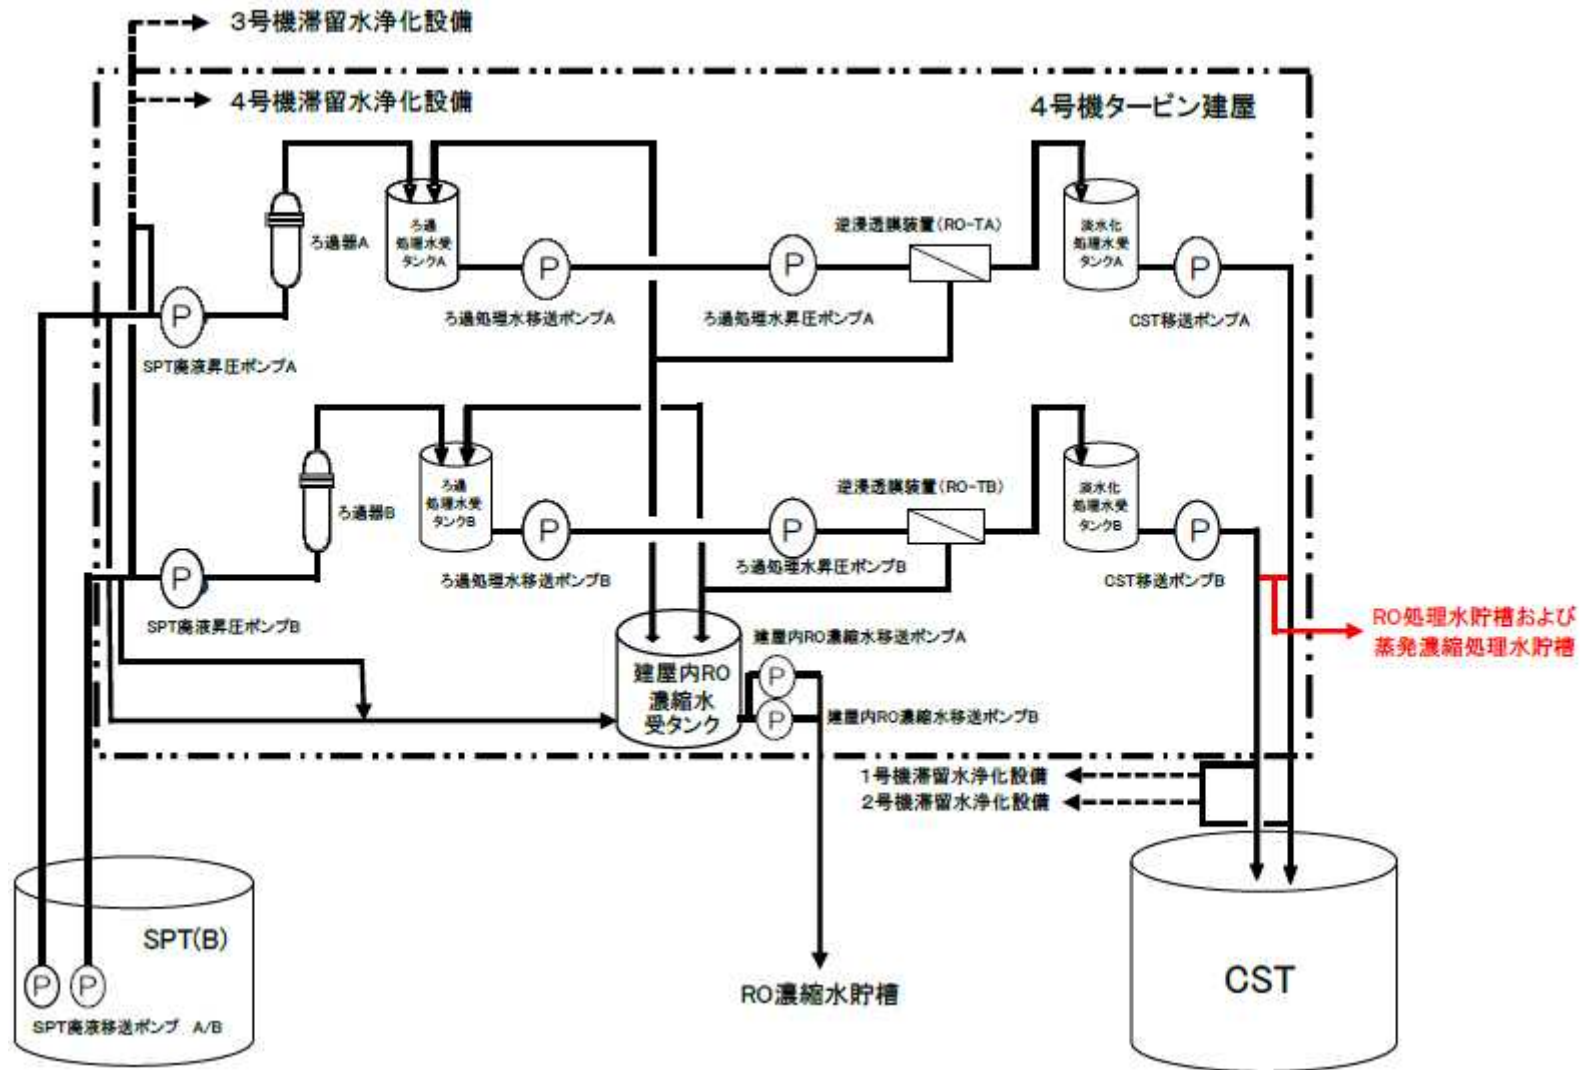 3号機滞留水浄化設備
4号機滞留水浄化設備
4号機タービン建屋
ろ過器A
ろ過
処理水受
タンクA
逆浸透膜装置(RO-TA)
淡水化
処理水受
タンクA
P
P
P
P
ろ過処理水移送ポンプA
ろ過処理水昇圧ポンプA
CST移送ポンプA
SPT廃液昇圧ポンプA
ろ過器B
ろ過
処理水受
タンクB
逆浸透膜装置(RO-TB)
淡水化
処理水受
タンクB
P
P
P
P
ろ過処理水移送ポンプB
ろ過処理水昇圧ポンプB
CST移送ポンプB
SPT廃液昇圧ポンプB
RO処理水貯槽および
蒸発濃縮処理水貯槽
建屋内RO濃縮水移送ポンプA
建屋内RO
濃縮水
受タンク
P
P
建屋内RO濃縮水移送ポンプB
1号機滞留水浄化設備
2号機滞留水浄化設備
SPT(B)
P
P
SPT廃液移送ポンプ A/B
RO濃縮水貯槽
CST